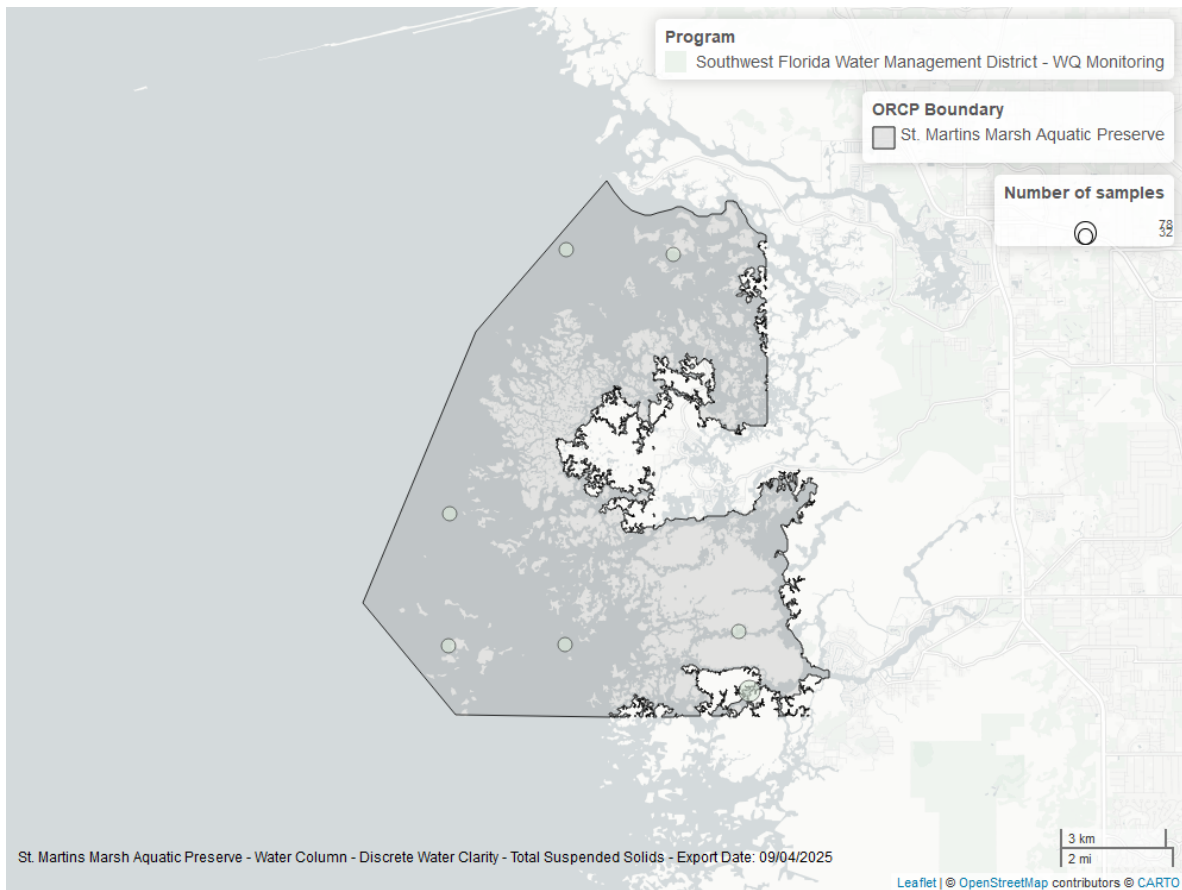 Program
Southwest Florida Water Management District - WQ Monitoring
ORCP Boundary
St. Martins Marsh Aquatic Preserve
Number of samples
78
32
3 km
2 mi
St. Martins Marsh Aquatic Preserve - Water Column - Discrete Water Clarity - Total Suspended Solids - Export Date: 09/04/2025
Leaflet | © OpenStreetMap contributors © CARTO